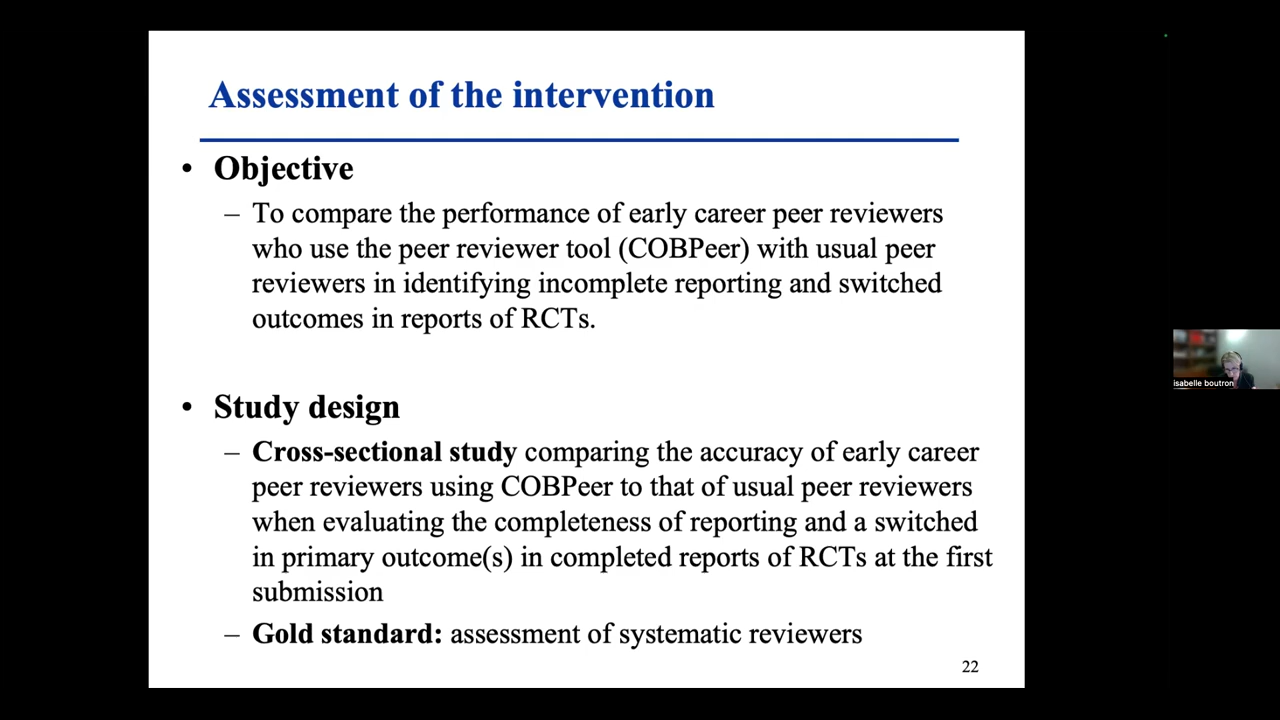 Assessment of the intervention
• Objective
– To compare the performance of early career peer reviewers
who use the peer reviewer tool (COBPeer) with usual peer
reviewers in identifying incomplete reporting and switched
outcomes in reports of RCTs.
• Study design
– Cross-sectional study comparing the accuracy of early career
peer reviewers using COBPeer to that of usual peer reviewers
when evaluating the completeness of reporting and a switched
in primary outcome(s) in completed reports of RCTs at the first
submission
– Gold standard: assessment of systematic reviewers
22
isabelle boutron